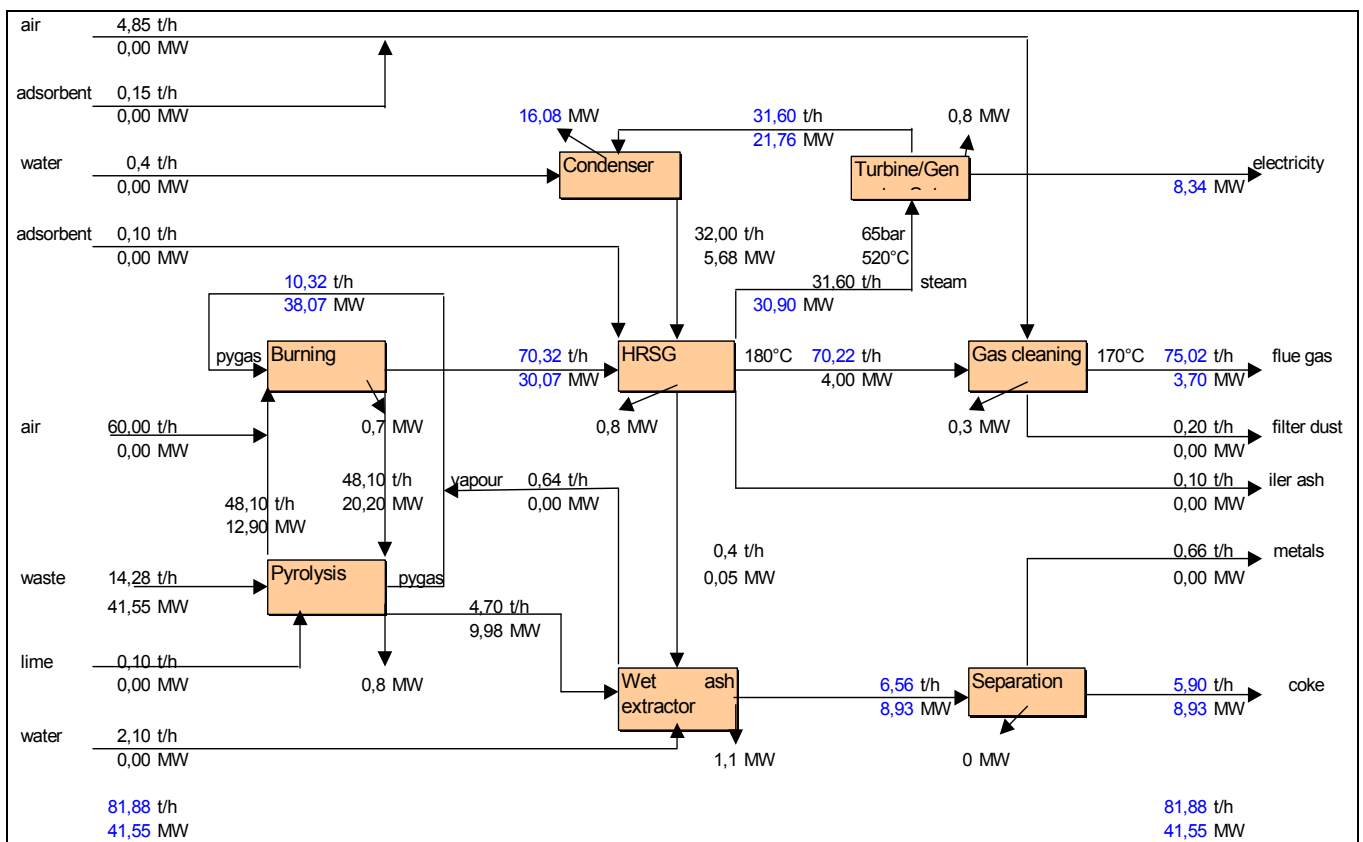 air 4,85 t/h
0,00 MW
adsorbent 0,15 t/h
0,00 MW
16,08 MW
31,60 t/h
21,76 MW
0,8 MW
water 0,4 t/h
0,00 MW
Condenser
Turbine/Gen
electricity
8,34 MW
adsorbent 0,10 t/h
0,00 MW
32,00 t/h
5,68 MW
65bar
520°C
31,60 t/h steam
30,90 MW
10,32 t/h
38,07 MW
pygas
Burning
70,32 t/h
30,07 MW
HRSG
180°C 70,22 t/h
4,00 MW
Gas cleaning
170°C 75,02 t/h flue gas
3,70 MW
air 60,00 t/h
0,00 MW
0,7 MW
0,8 MW
0,3 MW
0,20 t/h filter dust
0,00 MW
48,10 t/h
12,90 MW
48,10 t/h
20,20 MW
vapour 0,64 t/h
0,00 MW
0,10 t/h iler ash
0,00 MW
waste 14,28 t/h
41,55 MW
Pyrolysis
pygas
0,4 t/h
0,05 MW
0,66 t/h metals
0,00 MW
4,70 t/h
9,98 MW
lime 0,10 t/h
0,00 MW
0,8 MW
Wet ash
extractor
6,56 t/h
8,93 MW
Separation
5,90 t/h coke
8,93 MW
water 2,10 t/h
0,00 MW
1,1 MW
0 MW
81,88 t/h
41,55 MW
81,88 t/h
41,55 MW